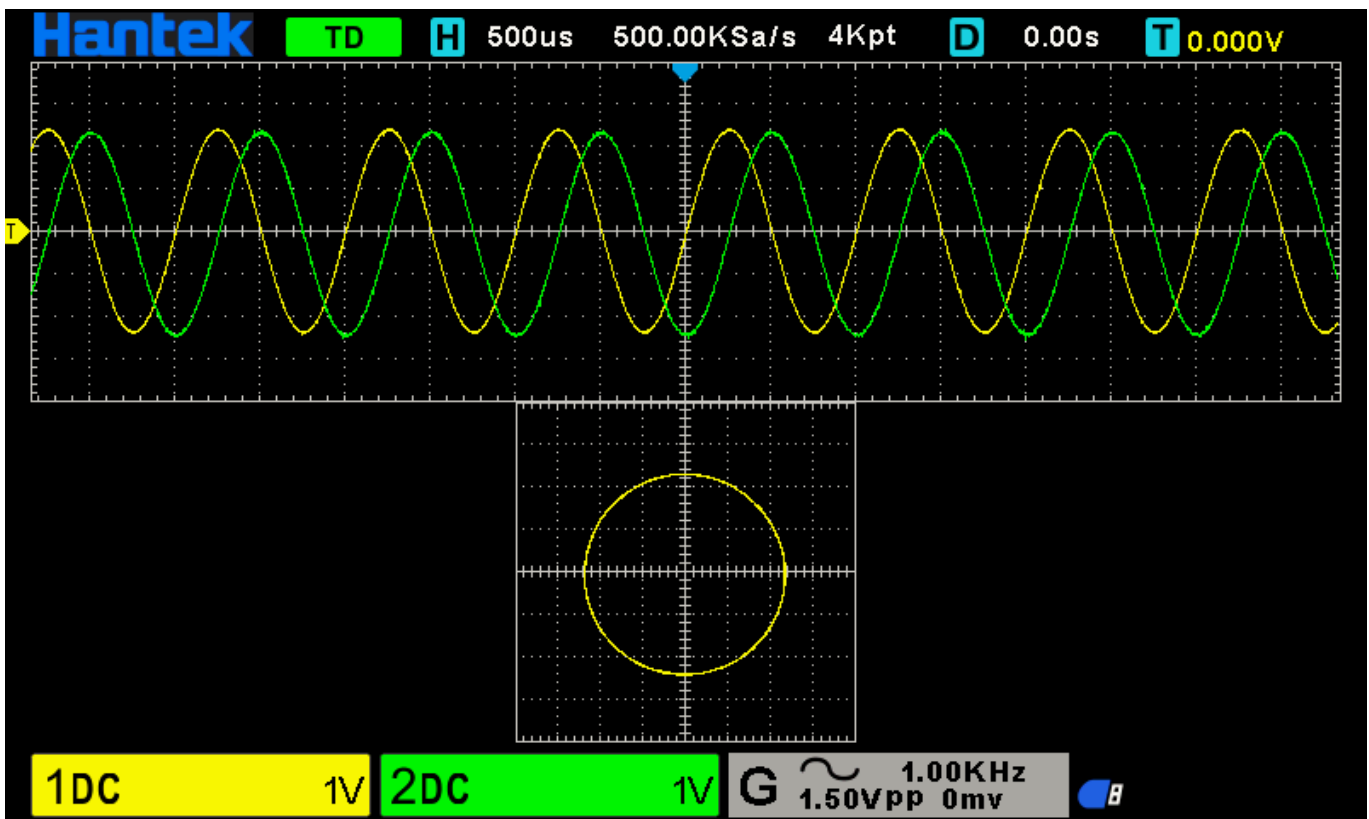 Hantek TD H 500us 500.00KSa/s 4Kpt D 0.00s T 0.000V
T
1DC 1V 2DC 1V G 1.00KHz
1.50Vpp 0mv